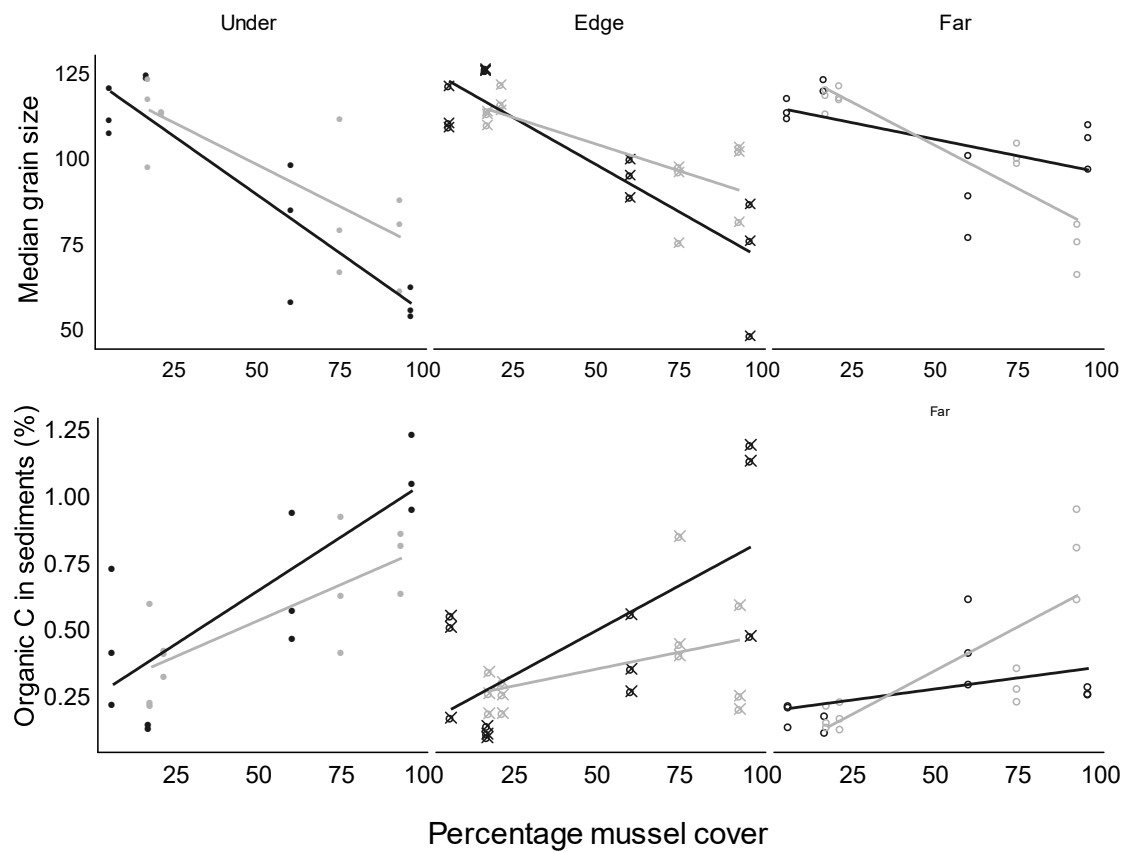 Under Edge Far
Median grain size
125
100
75
50
25 50 75 100 25 50 75 100 25 50 75 100
Far
Organic C in sediments (%)
1.25
1.00
0.75
0.50
0.25
25 50 75 100 25 50 75 100 25 50 75 100
Percentage mussel cover